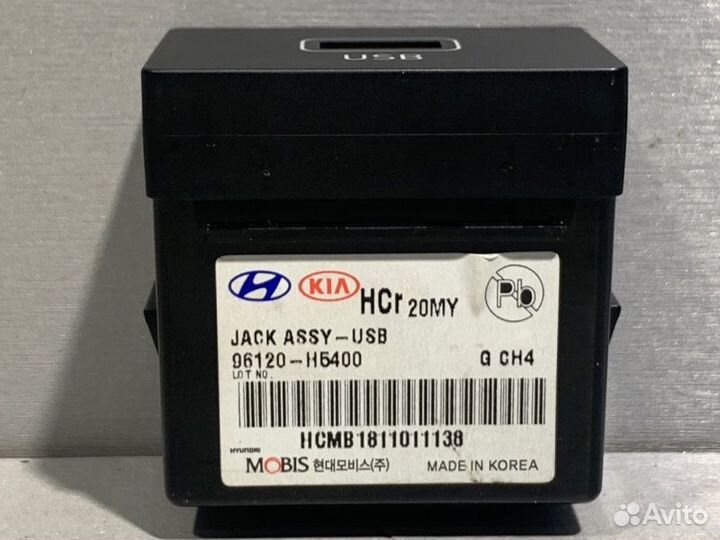 USB
KIA HCr 20MY Pb
JACK ASSY-USB
96120-H5400 G CH4
LOT NO.
HCMB1811011138
HYUNDAI
MOBIS 현대모비스(주) MADE IN KOREA
Avito